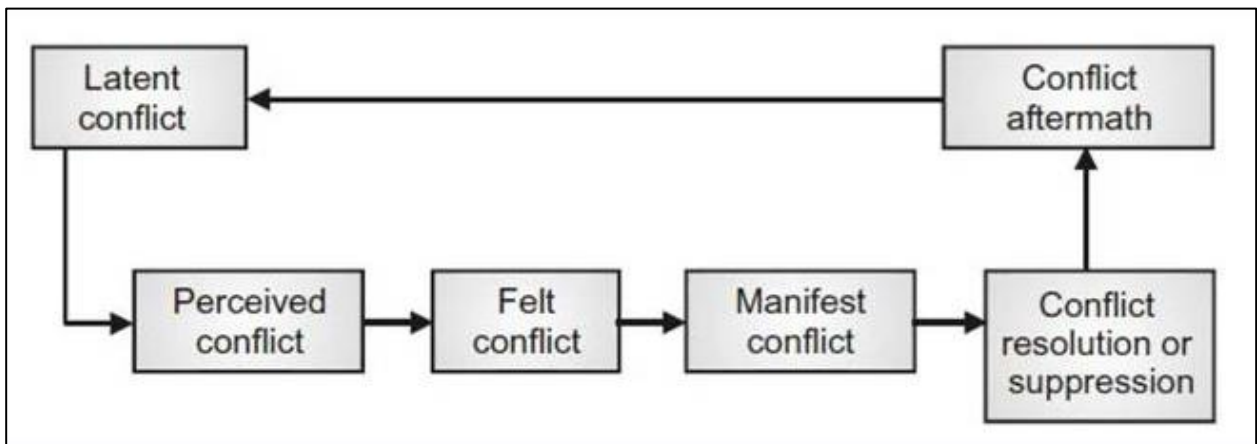 Latent
conflict
Conflict
aftermath
Perceived
conflict
Felt
conflict
Manifest
conflict
Conflict
resolution or
suppression